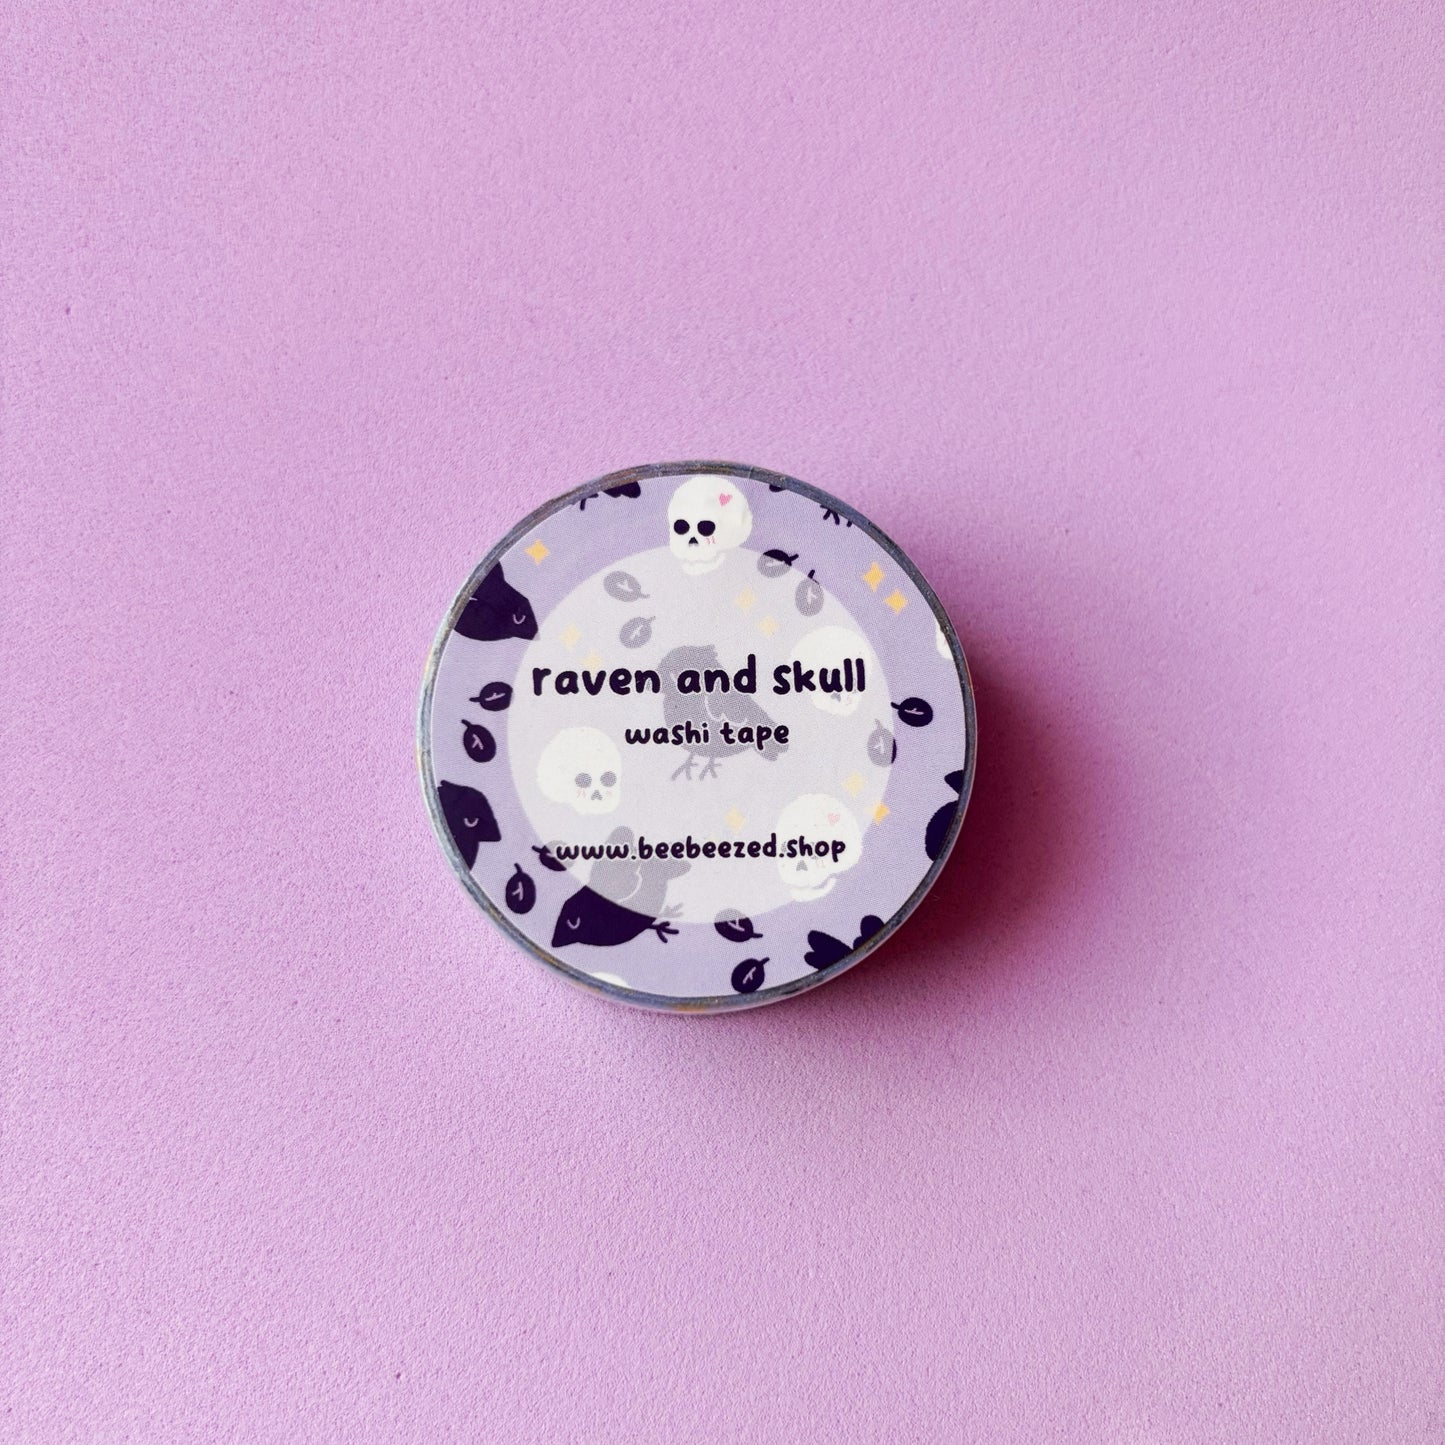 raven and skull
washi tape
www.beebeezed.shop